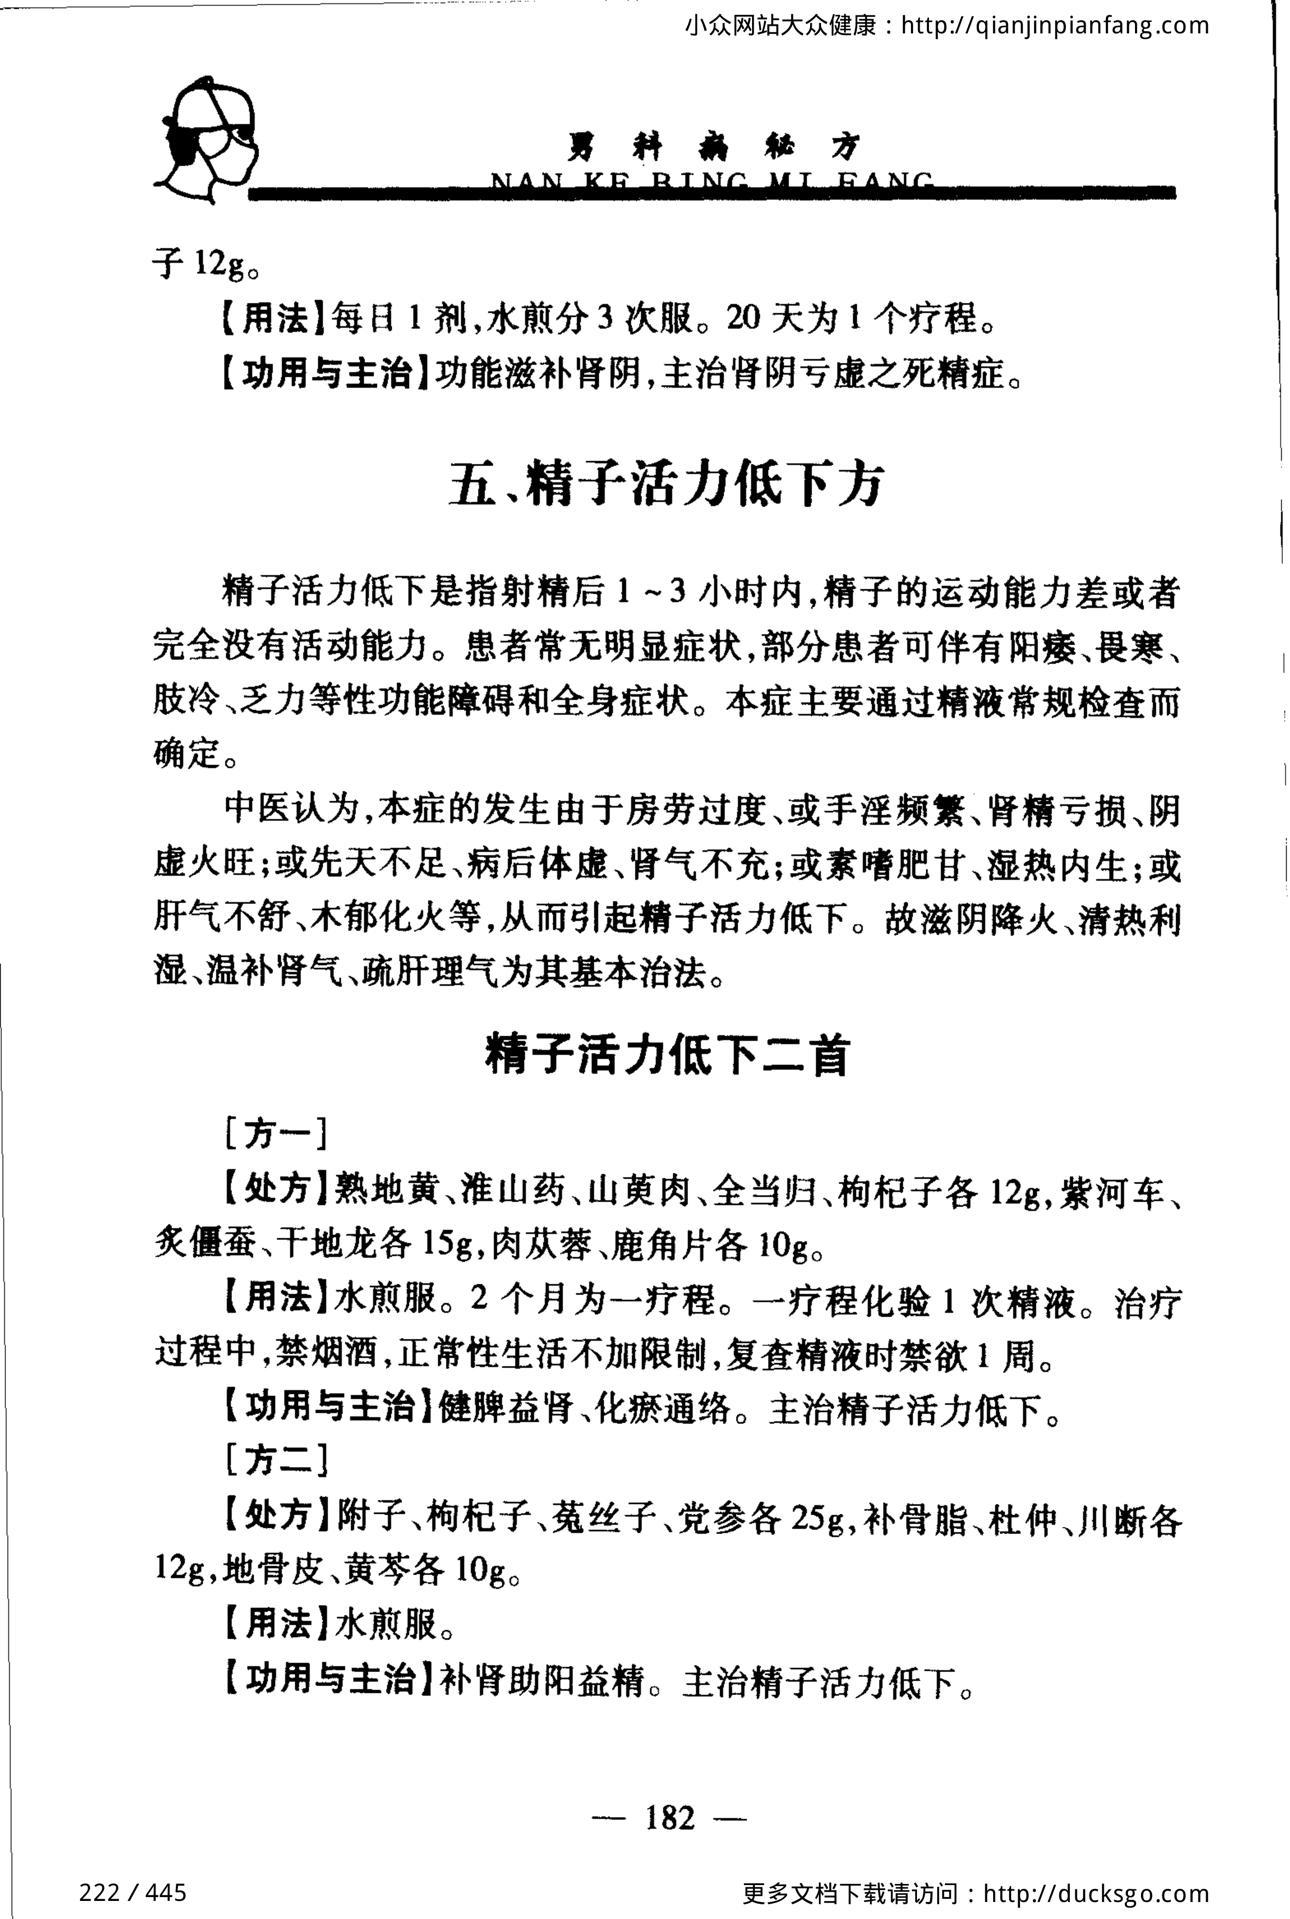 小众网站大众健康：http://qianjinpianfang.com
男科病秘方
NAN KE BING MI FANG
子 12g。
【用法】每日 1 剂，水煎分 3 次服。20 天为 1 个疗程。
【功用与主治】功能滋补肾阴，主治肾阴亏虚之死精症。
五、精子活力低下方
精子活力低下是指射精后 1 ~ 3 小时内，精子的运动能力差或者
完全没有活动能力。患者常无明显症状，部分患者可伴有阳痿、畏寒、
肢冷、乏力等性功能障碍和全身症状。本症主要通过精液常规检查而
确定。
中医认为，本症的发生由于房劳过度、或手淫频繁、肾精亏损、阴
虚火旺；或先天不足、病后体虚、肾气不充；或素嗜肥甘、湿热内生；或
肝气不舒、木郁化火等，从而引起精子活力低下。故滋阴降火、清热利
湿、温补肾气、疏肝理气为其基本治法。
精子活力低下二首
［方一］
【处方】熟地黄、淮山药、山萸肉、全当归、枸杞子各 12g，紫河车、
炙僵蚕、干地龙各 15g，肉苁蓉、鹿角片各 10g。
【用法】水煎服。2 个月为一疗程。一疗程化验 1 次精液。治疗
过程中，禁烟酒，正常性生活不加限制，复查精液时禁欲 1 周。
【功用与主治】健脾益肾、化瘀通络。主治精子活力低下。
［方二］
【处方】附子、枸杞子、菟丝子、党参各 25g，补骨脂、杜仲、川断各
12g，地骨皮、黄芩各 10g。
【用法】水煎服。
【功用与主治】补肾助阳益精。主治精子活力低下。
— 182 —
222 / 445
更多文档下载请访问：http://ducksgo.com